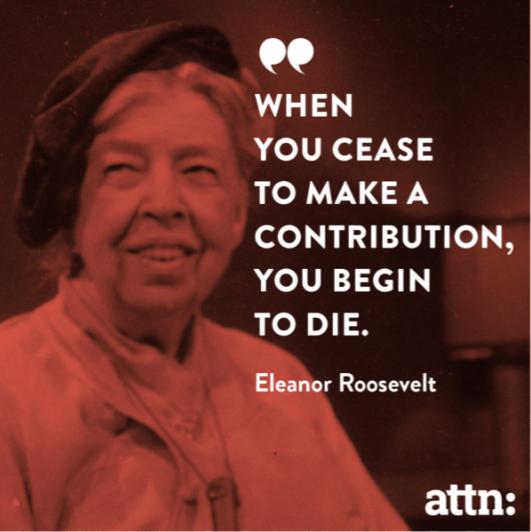 ”
WHEN
YOU CEASE
TO MAKE A
CONTRIBUTION,
YOU BEGIN
TO DIE.
Eleanor Roosevelt
attn: